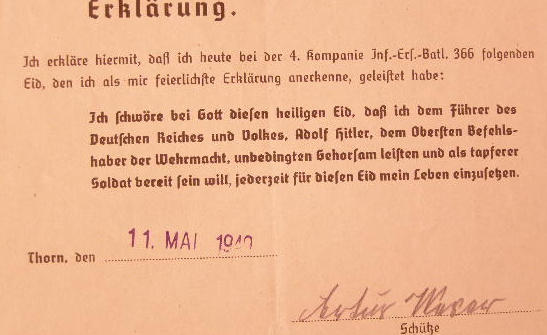 Erklärung.
Ich erkläre hiermit, daß ich heute bei der 4. Kompanie Inf.-Ers.-Batl. 366 folgenden
Eid, den ich als mir feierlichste Erklärung anerkenne, geleistet habe:
Ich schwöre bei Gott diesen heiligen Eid, daß ich dem Führer des
Deutschen Reiches und Volkes, Adolf Hitler, dem Obersten Befehls-
haber der Wehrmacht, unbedingten Gehorsam leisten und als tapferer
Soldat bereit sein will, jederzeit für diesen Eid mein Leben einzusetzen.
Thorn, den 11. MAI 1940
Artur
Schütze